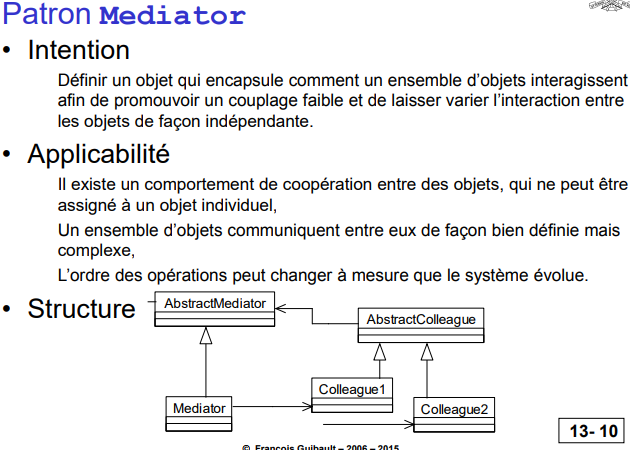 Patron Mediator
• Intention
Définir un objet qui encapsule comment un ensemble d'objets interagissent
afin de promouvoir un couplage faible et de laisser varier l'interaction entre
les objets de façon indépendante.
• Applicabilité
Il existe un comportement de coopération entre des objets, qui ne peut être
assigné à un objet individuel,
Un ensemble d'objets communiquent entre eux de façon bien définie mais
complexe,
L'ordre des opérations peut changer à mesure que le système évolue.
• Structure
AbstractMediator
AbstractColleague
Colleague1
Mediator
Colleague2
13- 10
© François Guibault – 2006 – 2015